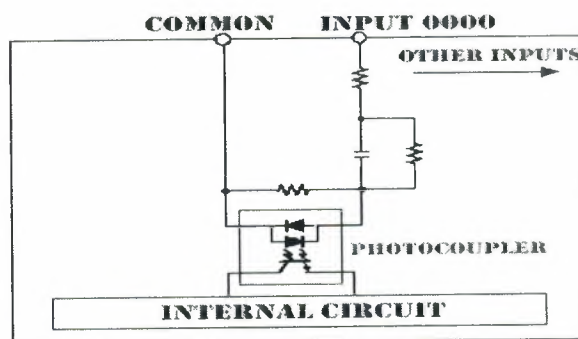 COMMON INPUT 0000
OTHER INPUTS
PHOTOCOUPLER
INTERNAL CIRCUIT